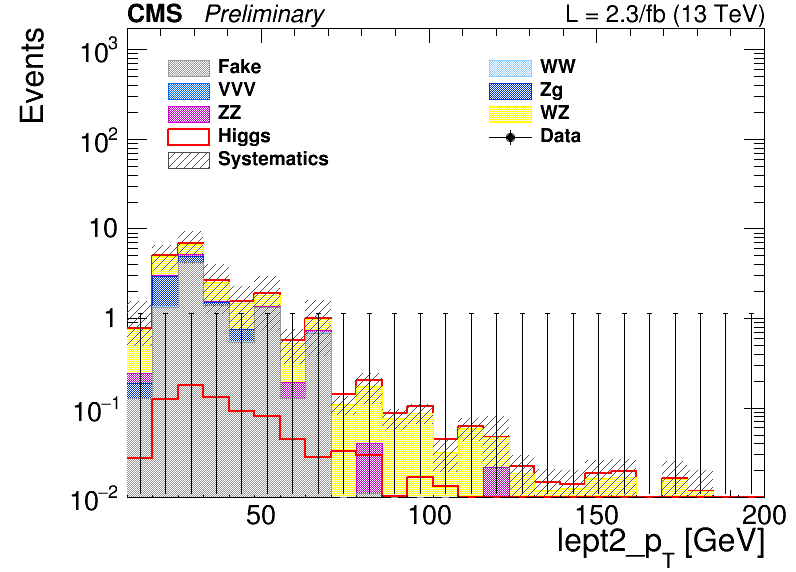 CMS Preliminary L = 2.3/fb (13 TeV)
Events
Fake WW
VVV Zg
ZZ WZ
Higgs Data
Systematics
10³
10²
10
1
10⁻¹
10⁻²
50 100 150 200
lept2_p_T [GeV]